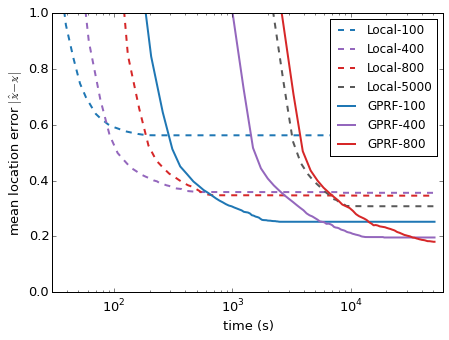 1.0
0.8
0.6
0.4
0.2
0.0
mean location error |x̂−x|
10²
10³
10⁴
time (s)
Local-100
Local-400
Local-800
Local-5000
GPRF-100
GPRF-400
GPRF-800